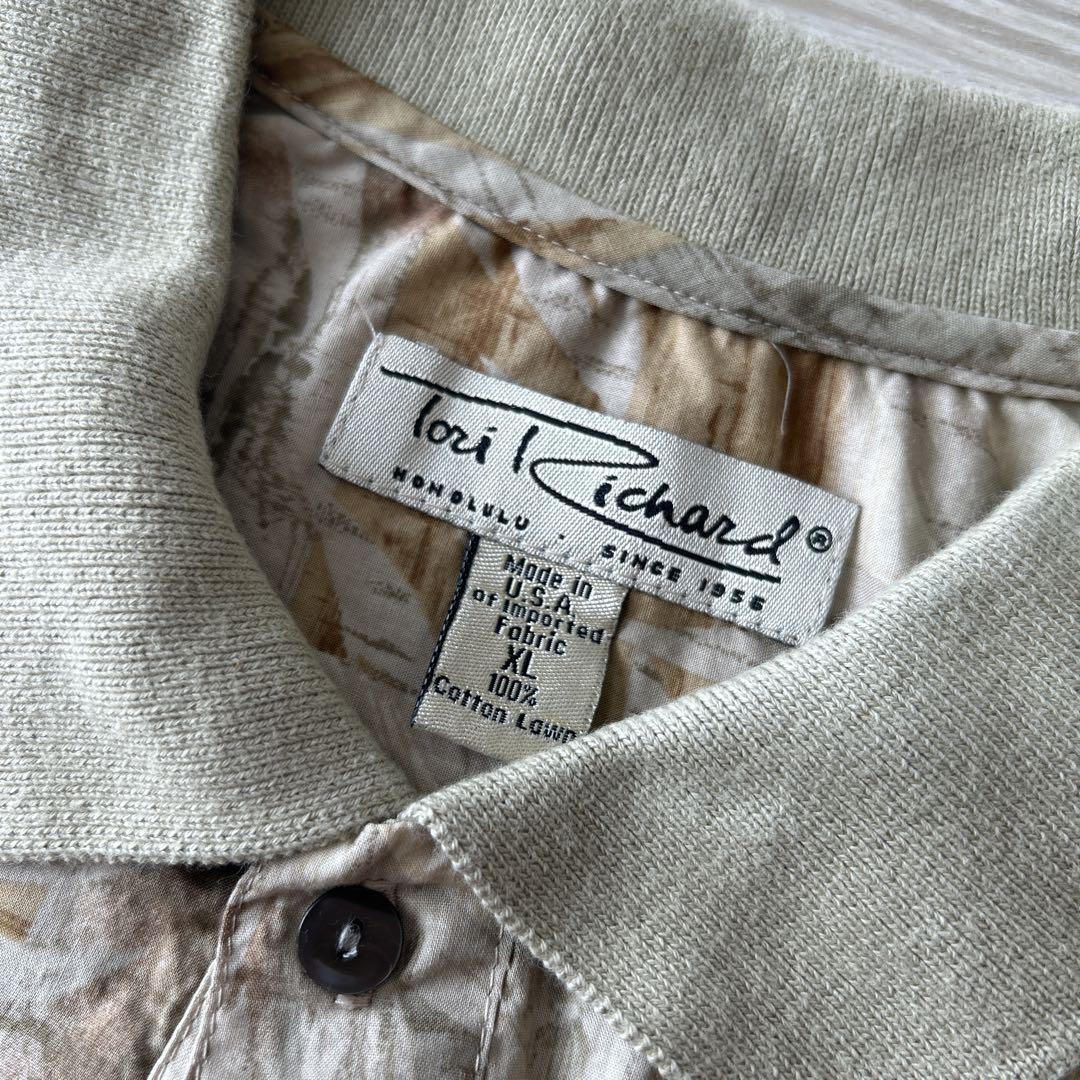 Tori Richard®
HONOLULU . SINCE 1956
Made in
U.S.A.
of Imported
Fabric
XL
100%
Cotton Lawn